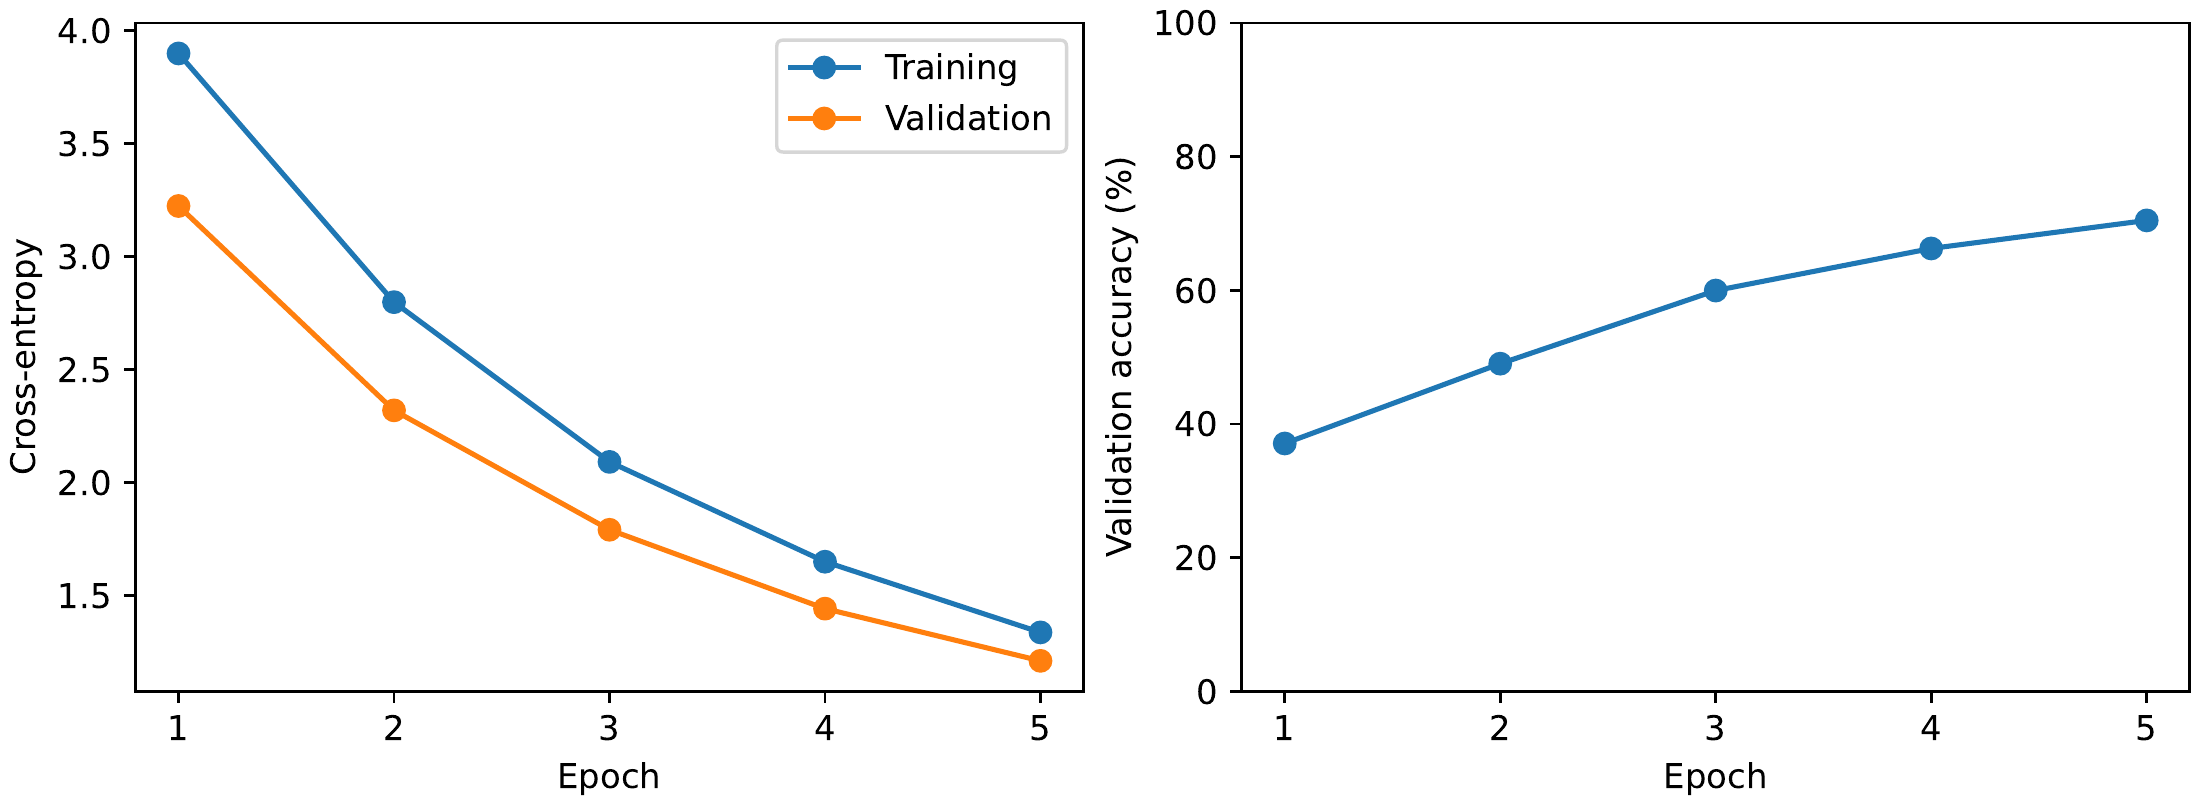 Cross-entropy
4.0
3.5
3.0
2.5
2.0
1.5
1 2 3 4 5
Epoch
Training
Validation
Validation accuracy (%)
100
80
60
40
20
0
1 2 3 4 5
Epoch